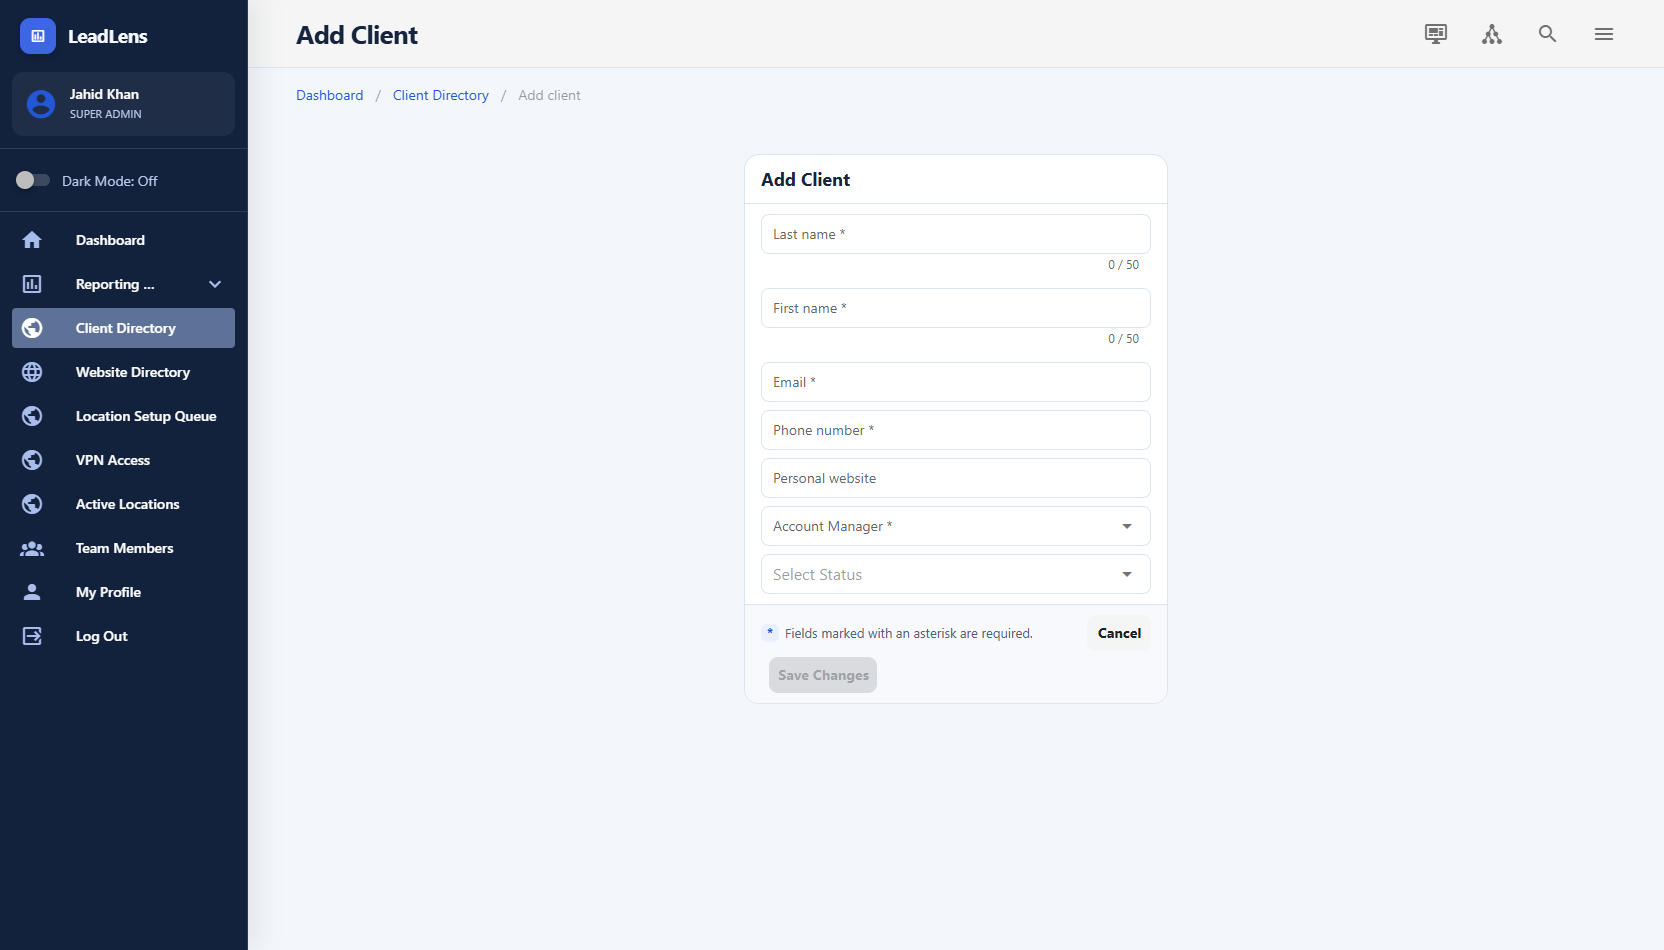 LeadLens
Jahid Khan
SUPER ADMIN
Dark Mode: Off
Dashboard
Reporting ...
Client Directory
Website Directory
Location Setup Queue
VPN Access
Active Locations
Team Members
My Profile
Log Out
Add Client
Dashboard / Client Directory / Add client
Add Client
Last name *
0 / 50
First name *
0 / 50
Email *
Phone number *
Personal website
Account Manager *
Select Status
* Fields marked with an asterisk are required.
Cancel
Save Changes